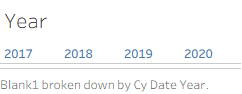 Year
2017 2018 2019 2020
Blank1 broken down by Cy Date Year.